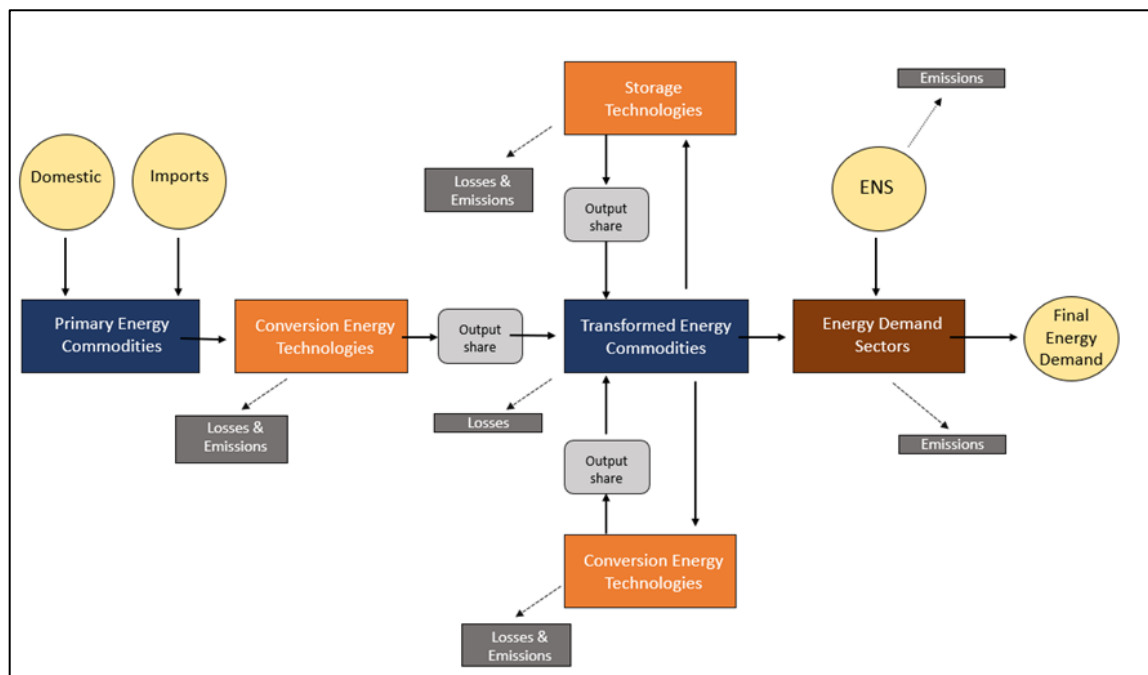 Storage
Technologies
Emissions
Domestic
Imports
Losses &
Emissions
Output
share
ENS
Primary Energy
Commodities
Conversion Energy
Technologies
Output
share
Transformed Energy
Commodities
Energy Demand
Sectors
Final
Energy
Demand
Losses &
Emissions
Losses
Output
share
Emissions
Conversion Energy
Technologies
Losses &
Emissions